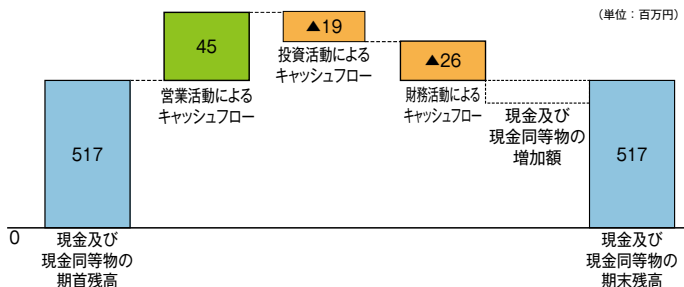 （単位：百万円）
45
▲19
投資活動による
キャッシュフロー
▲26
営業活動による
キャッシュフロー
財務活動による
キャッシュフロー
現金及び
現金同等物の
増加額
517
517
0
現金及び
現金同等物の
期首残高
現金及び
現金同等物の
期末残高